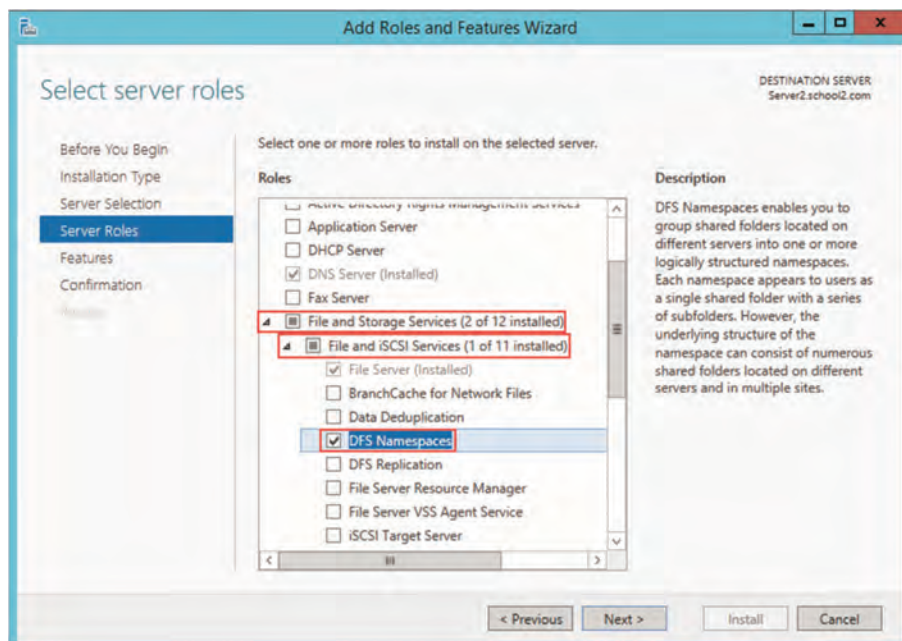 Add Roles and Features Wizard
Select server roles
DESTINATION SERVER
Server2.school2.com
Before You Begin
Installation Type
Server Selection
Server Roles
Features
Confirmation
Select one or more roles to install on the selected server.
Roles
Active Directory Rights Management Services
Application Server
DHCP Server
DNS Server (Installed)
Fax Server
File and Storage Services (2 of 12 installed)
File and iSCSI Services (1 of 11 installed)
File Server (Installed)
BranchCache for Network Files
Data Deduplication
DFS Namespaces
DFS Replication
File Server Resource Manager
File Server VSS Agent Service
iSCSI Target Server
Description
DFS Namespaces enables you to
group shared folders located on
different servers into one or more
logically structured namespaces.
Each namespace appears to users as
a single shared folder with a series
of subfolders. However, the
underlying structure of the
namespace can consist of numerous
shared folders located on different
servers and in multiple sites.
< Previous
Next >
Install
Cancel